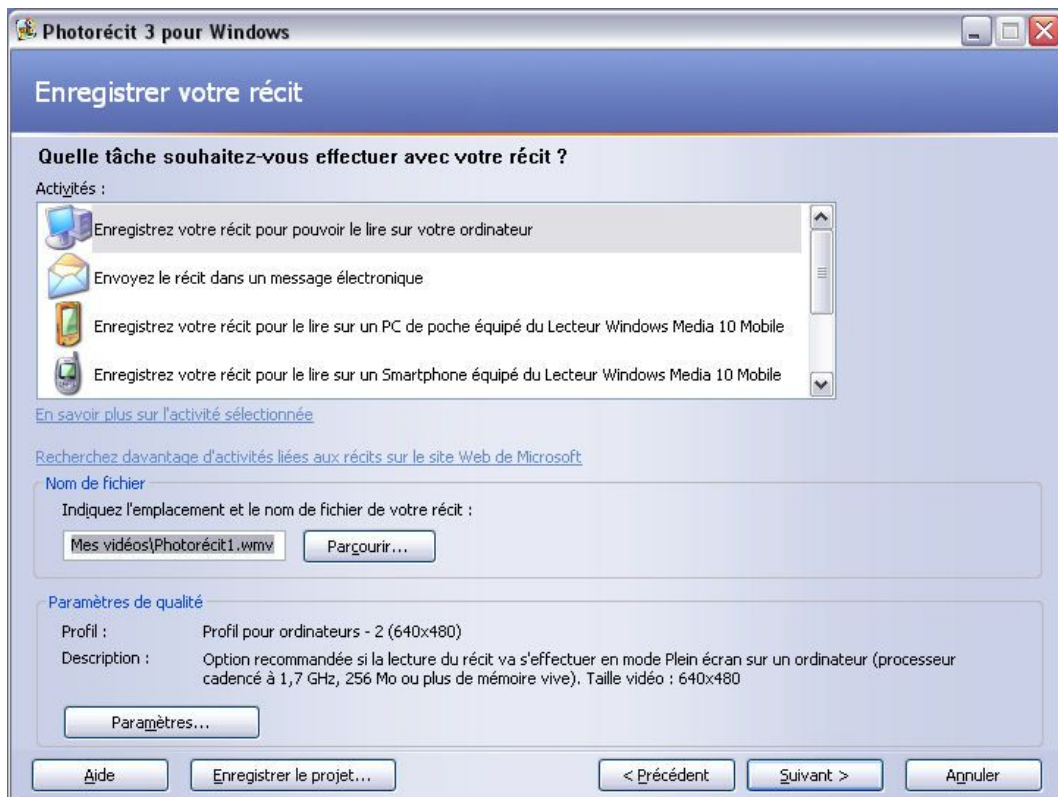 Photorécit 3 pour Windows
Enregistrer votre récit
Quelle tâche souhaitez-vous effectuer avec votre récit ?
Activités :
Enregistrez votre récit pour pouvoir le lire sur votre ordinateur
Envoyez le récit dans un message électronique
Enregistrez votre récit pour le lire sur un PC de poche équipé du Lecteur Windows Media 10 Mobile
Enregistrez votre récit pour le lire sur un Smartphone équipé du Lecteur Windows Media 10 Mobile
En savoir plus sur l'activité sélectionnée
Recherchez davantage d'activités liées aux récits sur le site Web de Microsoft
Nom de fichier
Indiquez l'emplacement et le nom de fichier de votre récit :
Mes vidéos\Photorécit1.wmv Parcourir...
Paramètres de qualité
Profil : Profil pour ordinateurs - 2 (640x480)
Description : Option recommandée si la lecture du récit va s'effectuer en mode Plein écran sur un ordinateur (processeur
cadencé à 1,7 GHz, 256 Mo ou plus de mémoire vive). Taille vidéo : 640x480
Paramètres...
Aide Enregistrer le projet... < Précédent Suivant > Annuler